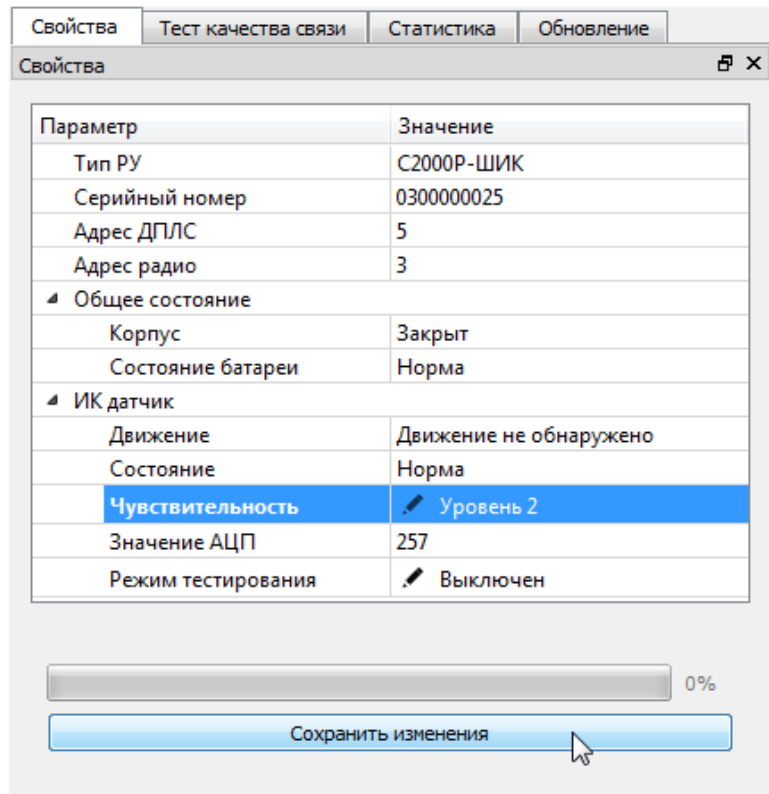 Свойства Тест качества связи Статистика Обновление
Свойства
Параметр Значение
Тип РУ С2000Р-ШИК
Серийный номер 0300000025
Адрес ДПЛС 5
Адрес радио 3
Общее состояние
Корпус Закрыт
Состояние батареи Норма
ИК датчик
Движение Движение не обнаружено
Состояние Норма
Чувствительность Уровень 2
Значение АЦП 257
Режим тестирования Выключен
0%
Сохранить изменения